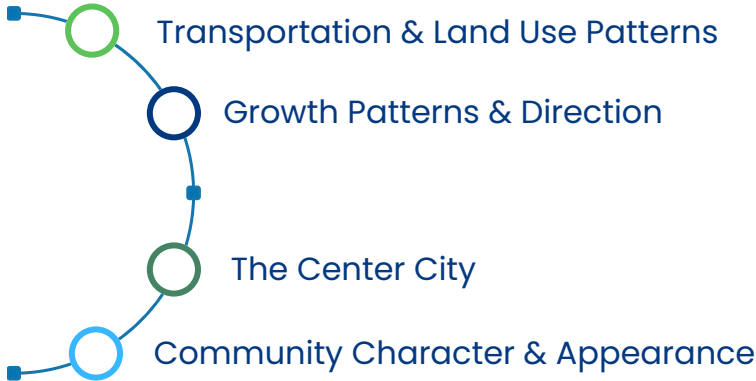 Transportation & Land Use Patterns
Growth Patterns & Direction
The Center City
Community Character & Appearance